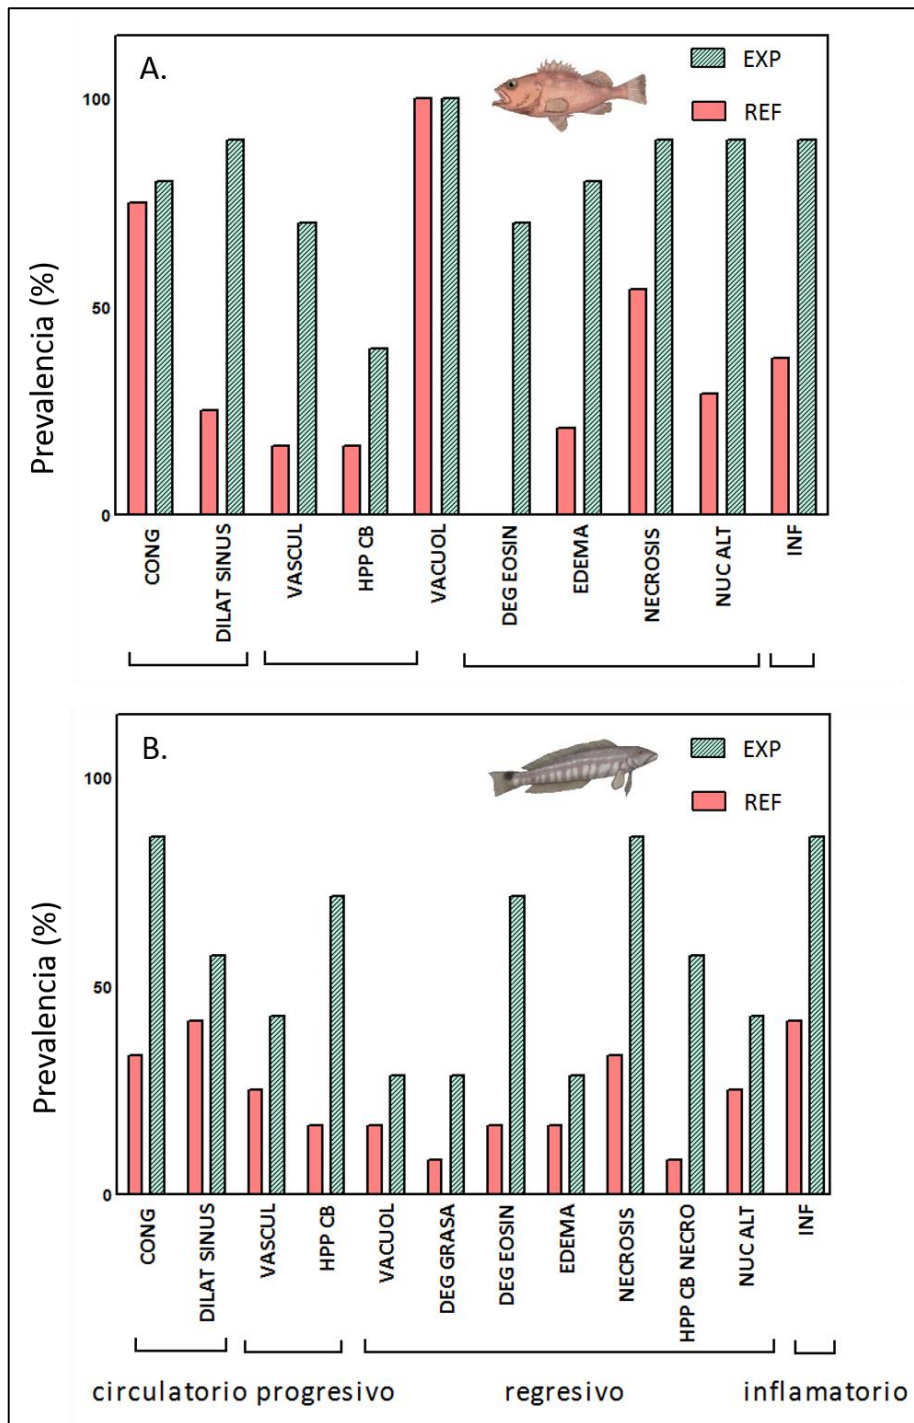 A.
EXP
REF
Prevalencia (%)
100
50
0
CONG
DILAT SINUS
VASCUL
HPP CB
VACUOL
DEG EOSIN
EDEMA
NECROSIS
NUC ALT
INF
B.
EXP
REF
Prevalencia (%)
100
50
0
CONG
DILAT SINUS
VASCUL
HPP CB
VACUOL
DEG GRASA
DEG EOSIN
EDEMA
NECROSIS
HPP CB NECRO
NUC ALT
INF
circulatorio progresivo regresivo inflamatorio